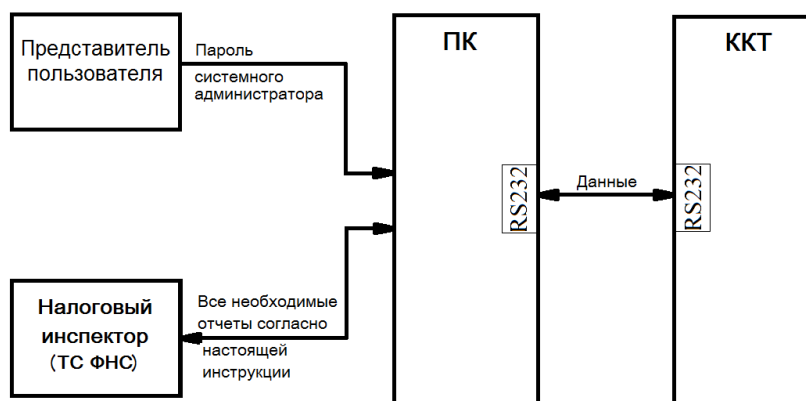 Представитель
пользователя
Пароль
системного
администратора
ПК
ККТ
RS232
Данные
RS232
Налоговый
инспектор
(ТС ФНС)
Все необходимые
отчеты согласно
настоящей
инструкции